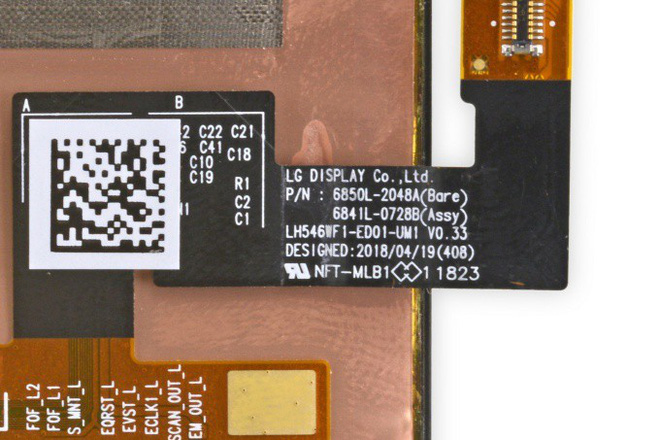 A
B
C22 C21
C41
C18
C10
C19
R1
C2
C1
LG DISPLAY Co.,Ltd.
P/N : 6850L-2048A(Bare)
6841L-0728B(Assy)
LH546WF1-ED01-UM1 V0.33
DESIGNED:2018/04/19(408)
NFT-MLB1 1 1823
FOF_L2
FOF_L1
S_MNT_L
EQRST_L
EVST_L
ECLK1_L
SCAN_OUT_L
EM_OUT_L